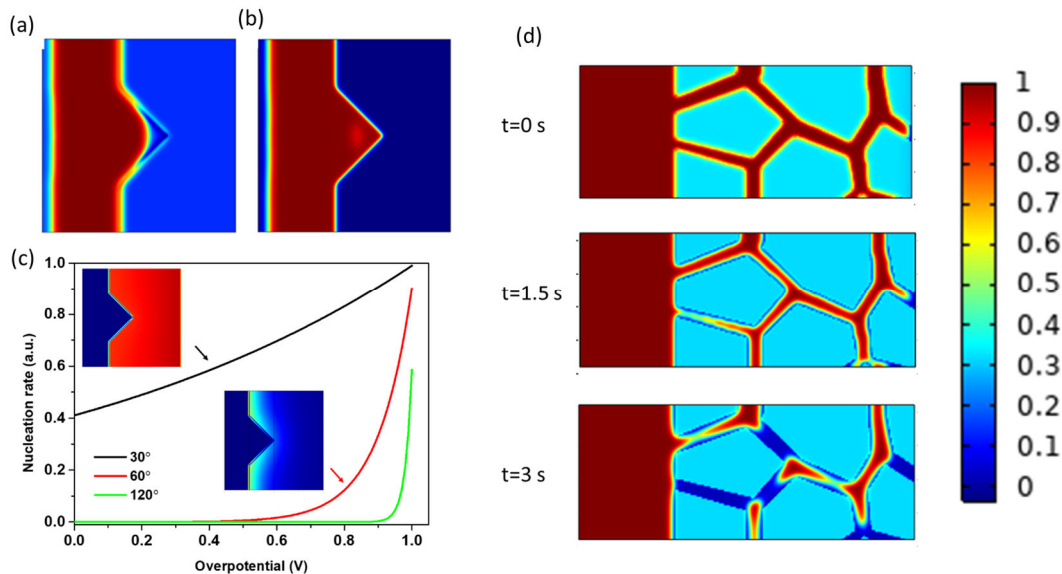 (a)
(b)
(c)
1.0
0.8
0.6
0.4
0.2
0.0
Nucleation rate (a.u.)
30°
60°
120°
0.0 0.2 0.4 0.6 0.8 1.0
Overpotential (V)
(d)
t=0 s
t=1.5 s
t=3 s
1
0.9
0.8
0.7
0.6
0.5
0.4
0.3
0.2
0.1
0